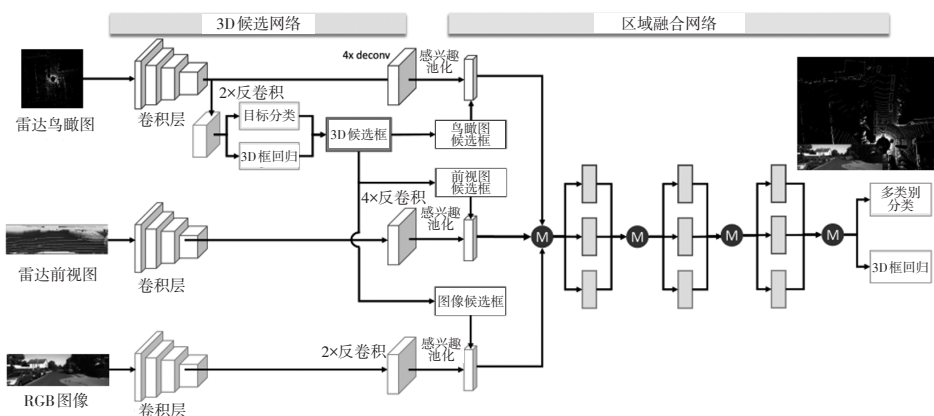 3D候选网络
区域融合网络
4x deconv
感兴趣
池化
2×反卷积
雷达鸟瞰图
卷积层
目标分类
3D框回归
3D候选框
鸟瞰图
候选框
前视图
候选框
4×反卷积
感兴趣
池化
雷达前视图
卷积层
M
M
M
M
多类别
分类
3D框回归
图像候选框
2×反卷积
感兴趣
池化
RGB图像
卷积层